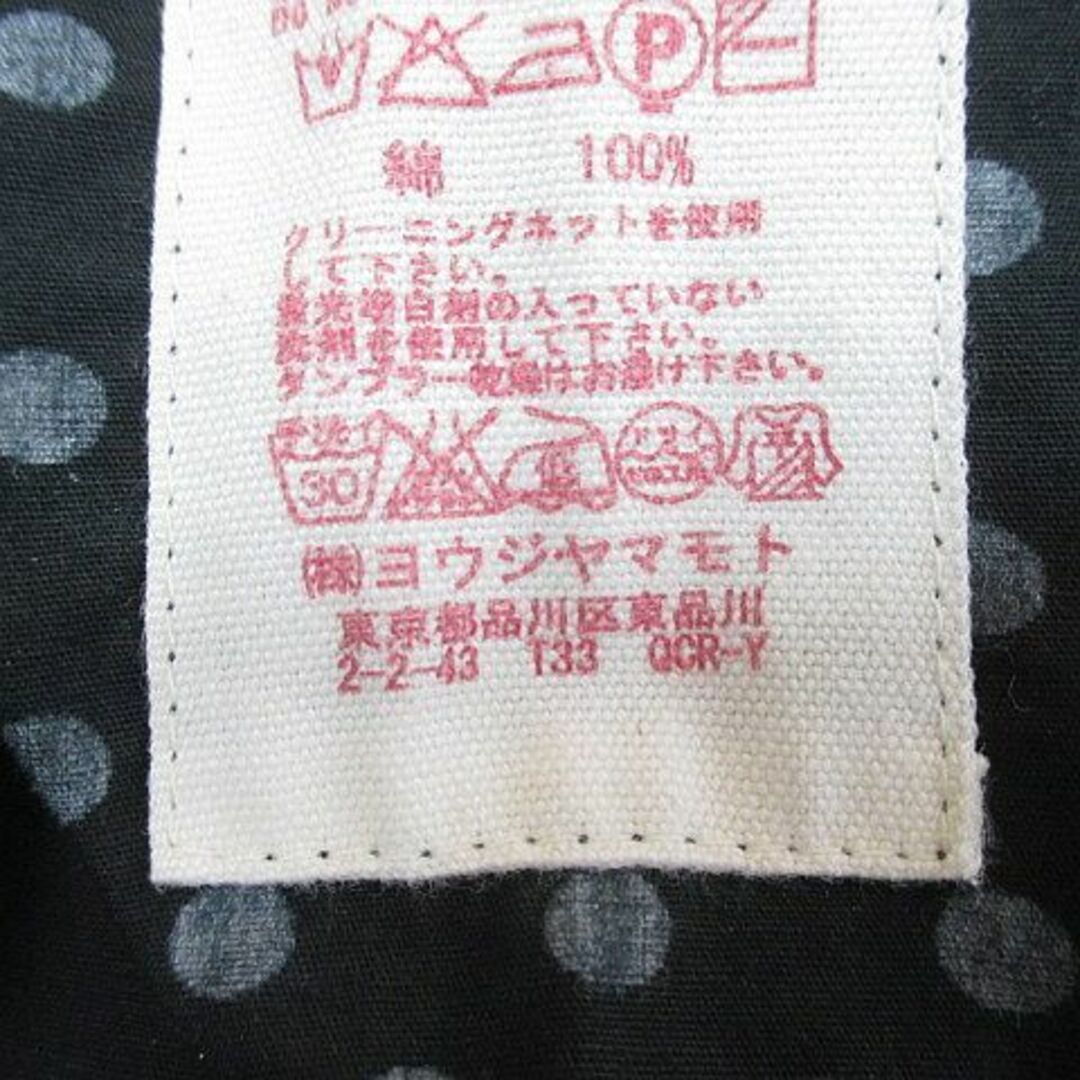 綿 100%
クリーニングネットを使用
して下さい。
蛍光増白剤の入っていない
洗剤を使用して下さい。
タンブラー乾燥はお避け下さい。
手洗イ
30
(株)ヨウジヤマモト
東京都品川区東品川
2-2-43 T33 QCR-Y